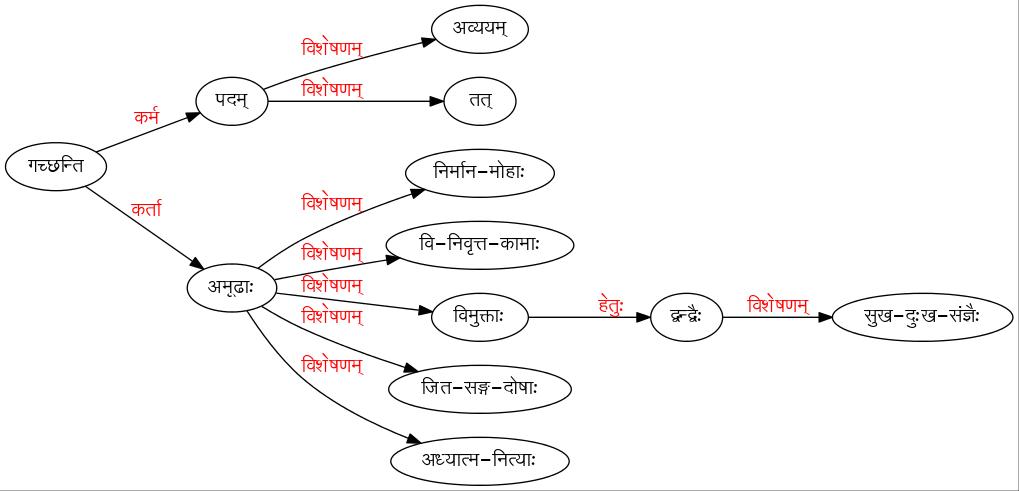 अव्ययम्
विशेषणम्
विशेषणम्
पदम्
तत्
कर्म
गच्छन्ति
निर्मान-मोहाः
विशेषणम्
कर्ता
विशेषणम्
वि-निवृत्त-कामाः
विशेषणम्
अमूढाः
विमुक्ताः
हेतुः
द्वन्द्वैः
विशेषणम्
सुख-दुःख-संज्ञैः
विशेषणम्
विशेषणम्
जित-सङ्ग-दोषाः
अध्यात्म-नित्याः